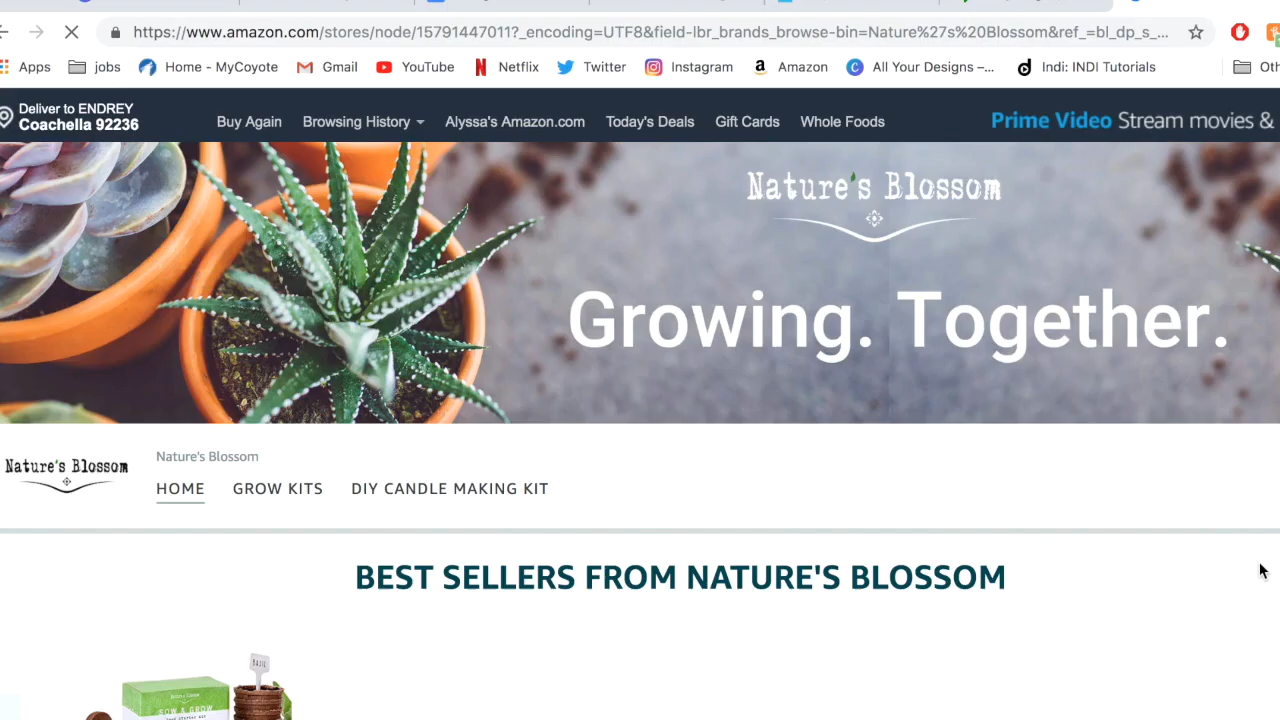 https://www.amazon.com/stores/node/15791447011?_encoding=UTF8&field-lbr_brands_browse-bin=Nature%27s%20Blossom&ref_=bl_dp_s_...
Apps jobs Home - MyCoyote Gmail YouTube Netflix Twitter Instagram Amazon All Your Designs –... Indi: INDI Tutorials
Deliver to ENDREY
Coachella 92236
Buy Again Browsing History Alyssa's Amazon.com Today's Deals Gift Cards Whole Foods Prime Video Stream movies &
Nature's Blossom
Growing. Together.
Nature's Blossom
Nature's Blossom
HOME GROW KITS DIY CANDLE MAKING KIT
BEST SELLERS FROM NATURE'S BLOSSOM
BASIL
SOW & GROW